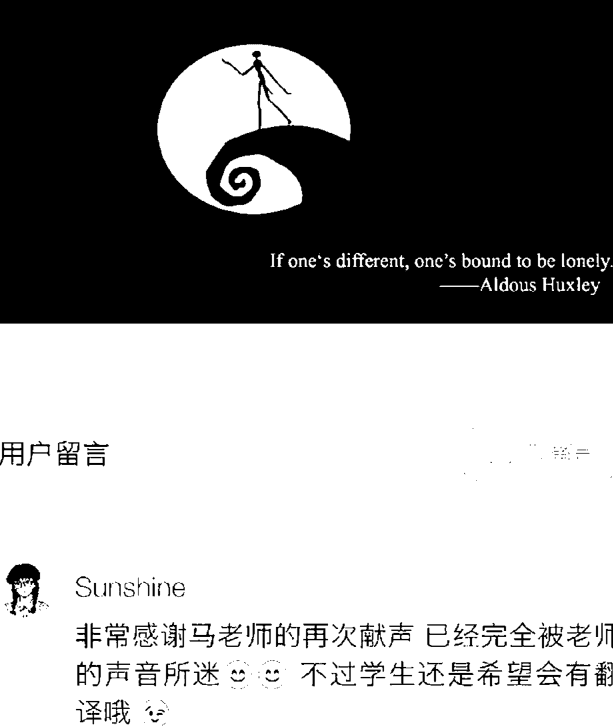 If one's different, one's bound to be lonely.
——Aldous Huxley
用户留言
Sunshine
非常感谢马老师的再次献声 已经完全被老师
的声音所迷 不过学生还是希望会有翻
译哦